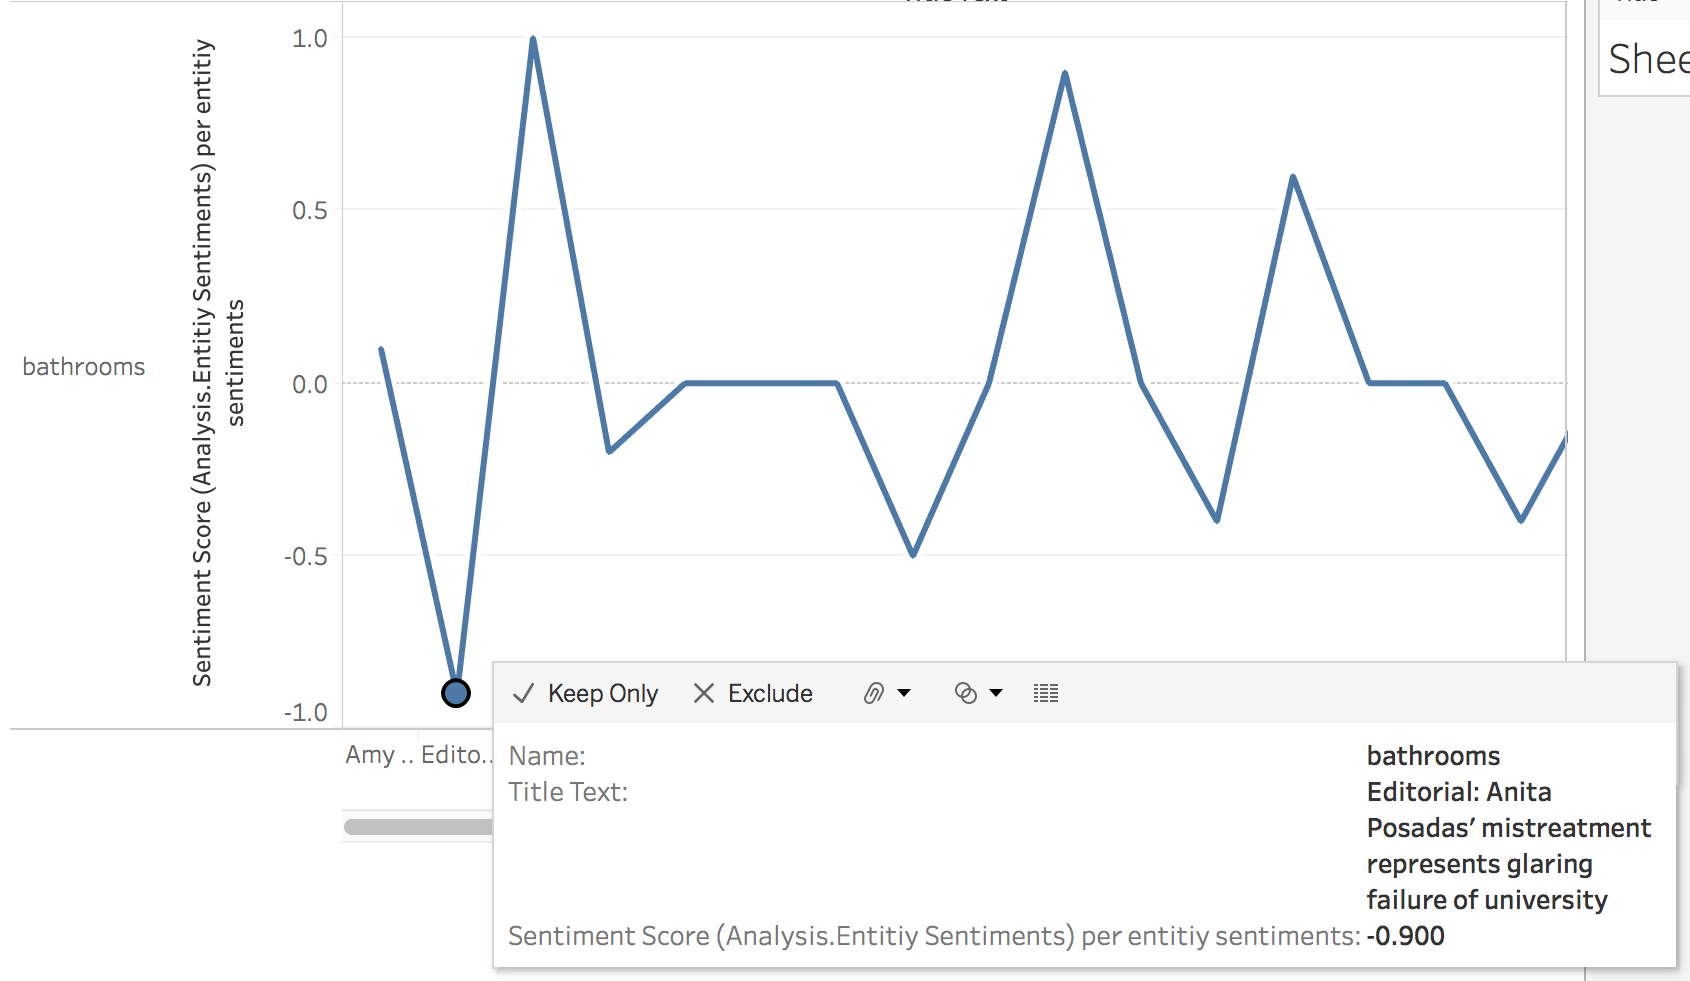 Shee
1.0
0.5
0.0
-0.5
-1.0
Sentiment Score (Analysis.Entitiy Sentiments) per entitiy
sentiments
bathrooms
Amy .. Edito..
Keep Only Exclude
Name: bathrooms
Title Text: Editorial: Anita
Posadas’ mistreatment
represents glaring
failure of university
Sentiment Score (Analysis.Entitiy Sentiments) per entitiy sentiments: -0.900